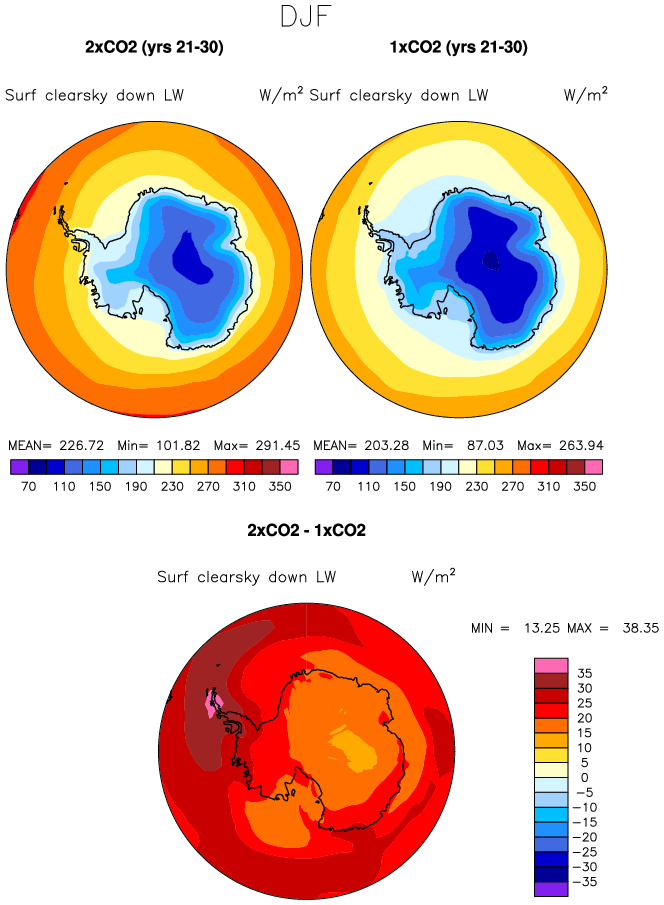 DJF
2xCO2 (yrs 21-30) 1xCO2 (yrs 21-30)
Surf clearsky down LW W/m² Surf clearsky down LW W/m²
MEAN= 226.72 Min= 101.82 Max= 291.45 MEAN= 203.28 Min= 87.03 Max= 263.94
70 110 150 190 230 270 310 350 70 110 150 190 230 270 310 350
2xCO2 - 1xCO2
Surf clearsky down LW W/m²
MIN = 13.25 MAX = 38.35
35
30
25
20
15
10
5
0
−5
−10
−15
−20
−25
−30
−35